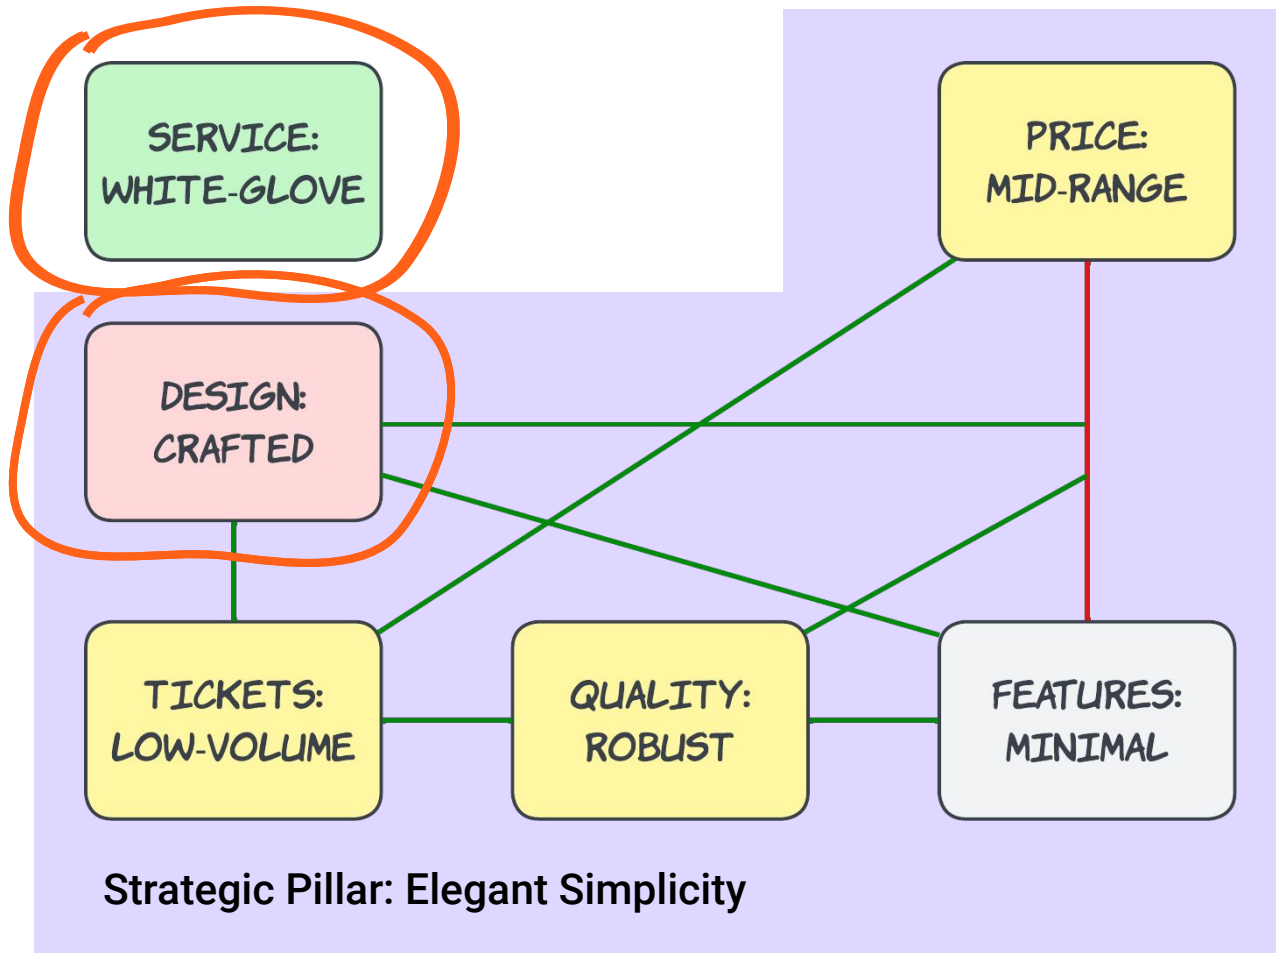 SERVICE:
WHITE-GLOVE
PRICE:
MID-RANGE
DESIGN:
CRAFTED
TICKETS:
LOW-VOLUME
QUALITY:
ROBUST
FEATURES:
MINIMAL
Strategic Pillar: Elegant Simplicity